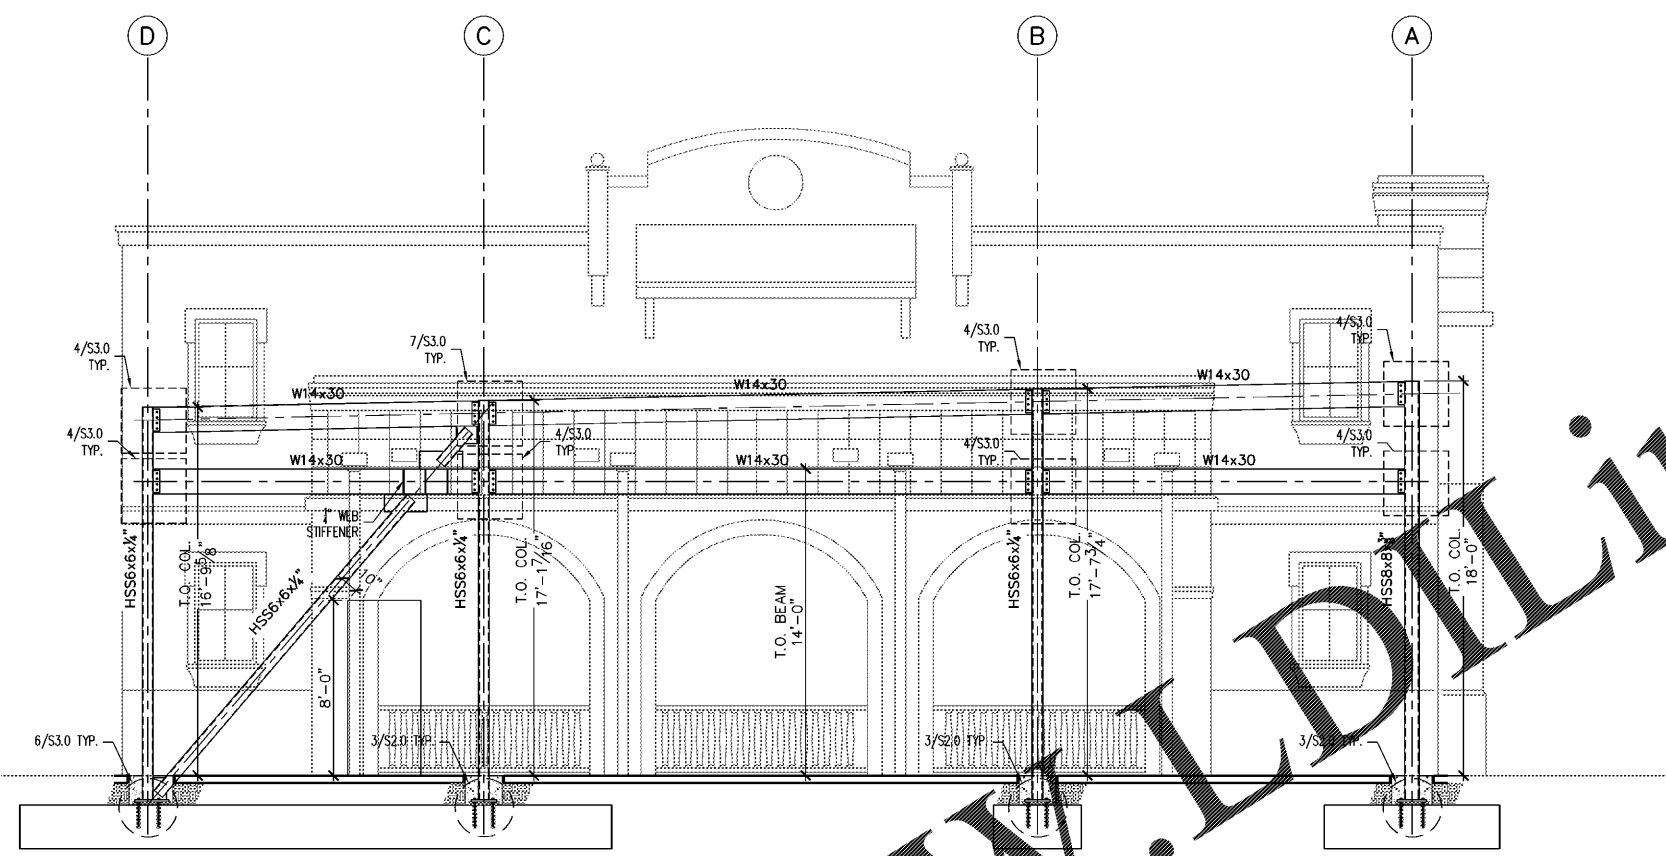 D
C
B
A
4/S3.0
TYP.
7/S3.0
TYP.
4/S3.0
TYP.
4/S3.0
TYP.
W14x30
W14x30
W14x30
4/S3.0
TYP.
4/S3.0
TYP.
4/S3.0
TYP.
4/S3.0
TYP.
W14x30
W14x30
W14x30
WEB
STIFFENER
HSS6x6x¼"
T.O. COL.
16'-9⅝"
HSS6x6x¼"
10"
8'-0"
HSS6x6x¼"
T.O. COL.
17'-1 7/16"
T.O. BEAM
14'-0"
HSS6x6x¼"
T.O. COL.
17'-7¾"
T.O. COL.
18'-0"
6/S3.0 TYP.
3/S2.0 TYP.
3/S2.0 TYP.
TYP.
.LDILi